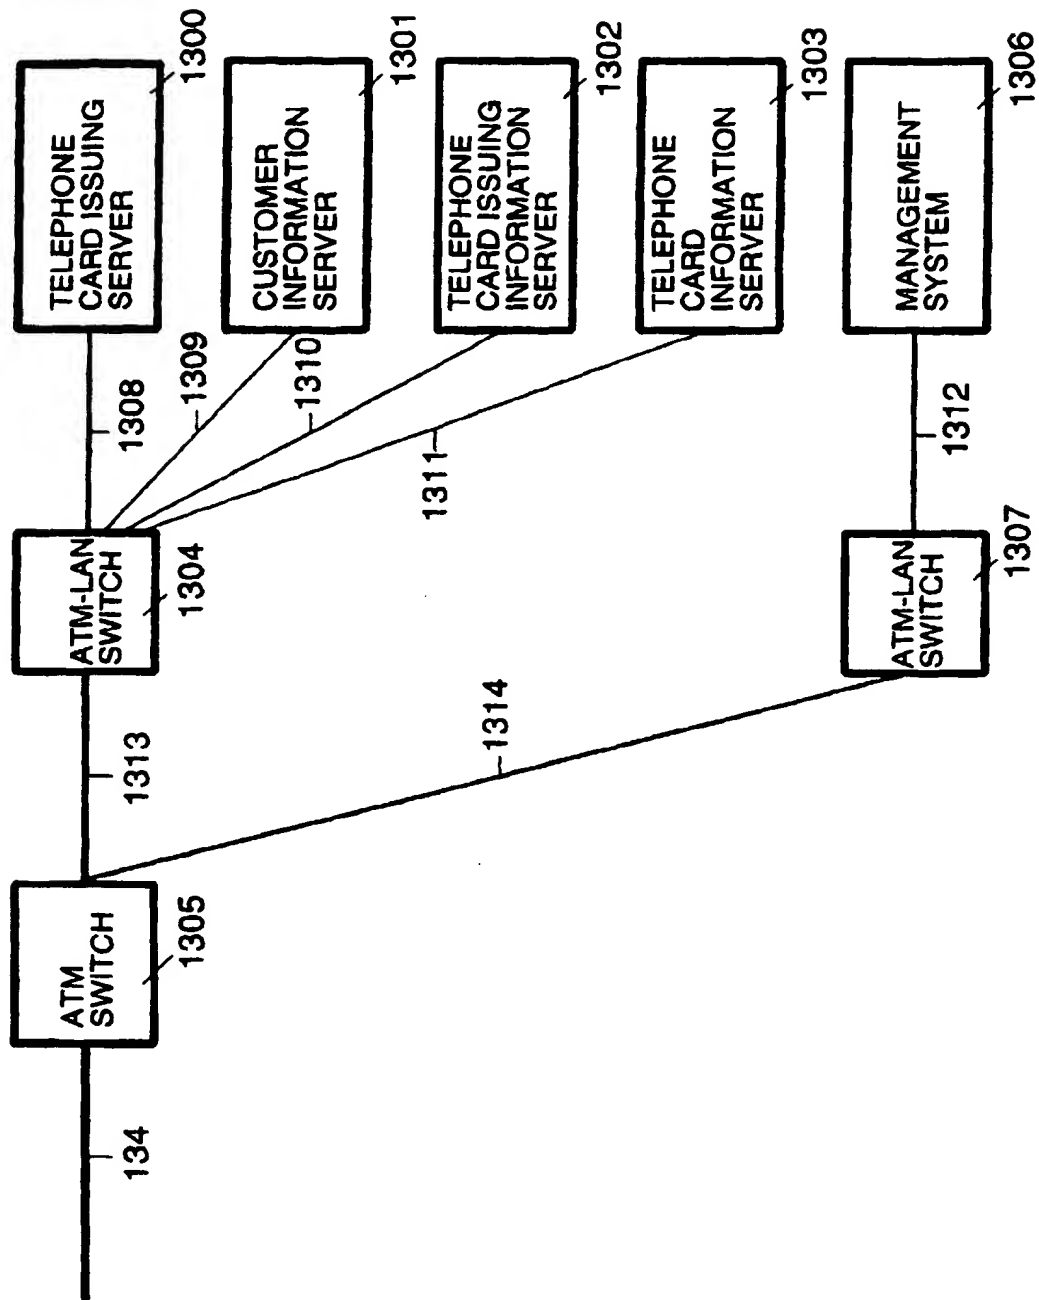 TELEPHONE
CARD ISSUING
SERVER
1300
CUSTOMER
INFORMATION
SERVER
1301
TELEPHONE
CARD ISSUING
INFORMATION
SERVER
1302
TELEPHONE
CARD
INFORMATION
SERVER
1303
MANAGEMENT
SYSTEM
1306
1308
1309
1310
1311
1312
ATM-LAN
SWITCH
1304
ATM-LAN
SWITCH
1307
1313
1314
ATM
SWITCH
1305
134